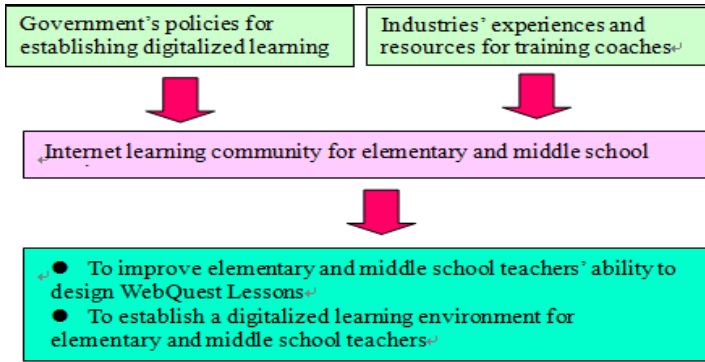 Government's policies for
establishing digitalized learning
Industries' experiences and
resources for training coaches↵
Internet learning community for elementary and middle school
● To improve elementary and middle school teachers' ability to
design WebQuest Lessons↵
● To establish a digitalized learning environment for
elementary and middle school teachers↵